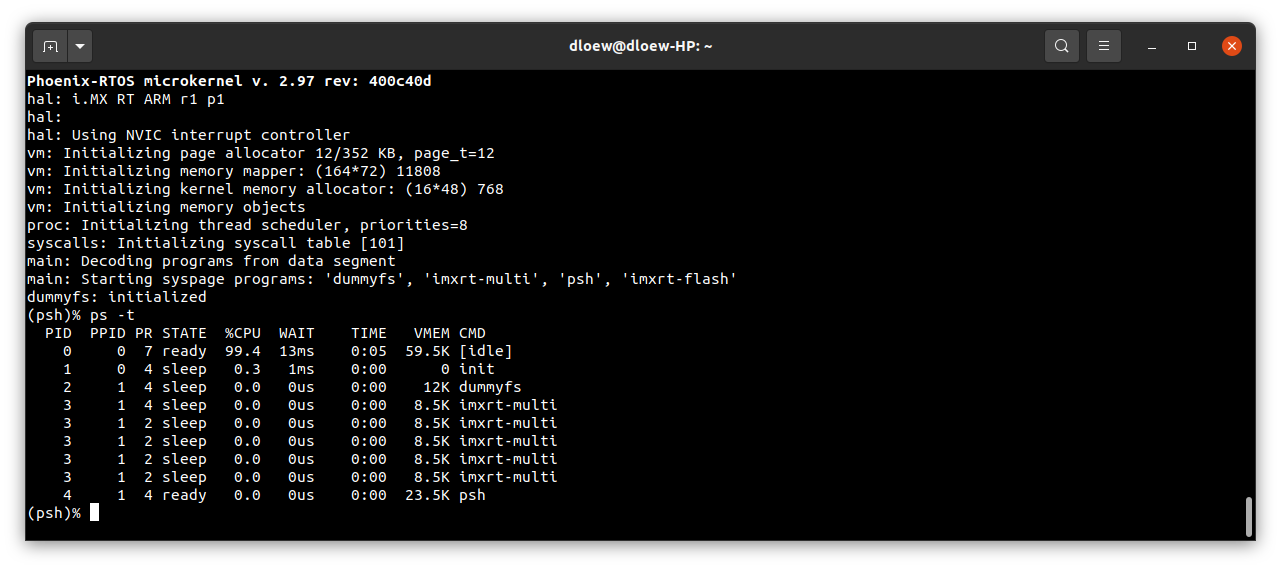 dloew@dloew-HP: ~
Phoenix-RTOS microkernel v. 2.97 rev: 400c40d
hal: i.MX RT ARM r1 p1
hal:
hal: Using NVIC interrupt controller
vm: Initializing page allocator 12/352 KB, page_t=12
vm: Initializing memory mapper: (164*72) 11808
vm: Initializing kernel memory allocator: (16*48) 768
vm: Initializing memory objects
proc: Initializing thread scheduler, priorities=8
syscalls: Initializing syscall table [101]
main: Decoding programs from data segment
main: Starting syspage programs: 'dummyfs', 'imxrt-multi', 'psh', 'imxrt-flash'
dummyfs: initialized
(psh)% ps -t
  PID  PPID PR STATE  %CPU  WAIT    TIME   VMEM CMD
    0     0  7 ready  99.4  13ms    0:05  59.5K [idle]
    1     0  4 sleep   0.3   1ms    0:00      0 init
    2     1  4 sleep   0.0   0us    0:00    12K dummyfs
    3     1  4 sleep   0.0   0us    0:00   8.5K imxrt-multi
    3     1  2 sleep   0.0   0us    0:00   8.5K imxrt-multi
    3     1  2 sleep   0.0   0us    0:00   8.5K imxrt-multi
    3     1  2 sleep   0.0   0us    0:00   8.5K imxrt-multi
    3     1  2 sleep   0.0   0us    0:00   8.5K imxrt-multi
    4     1  4 ready   0.0   0us    0:00  23.5K psh
(psh)%